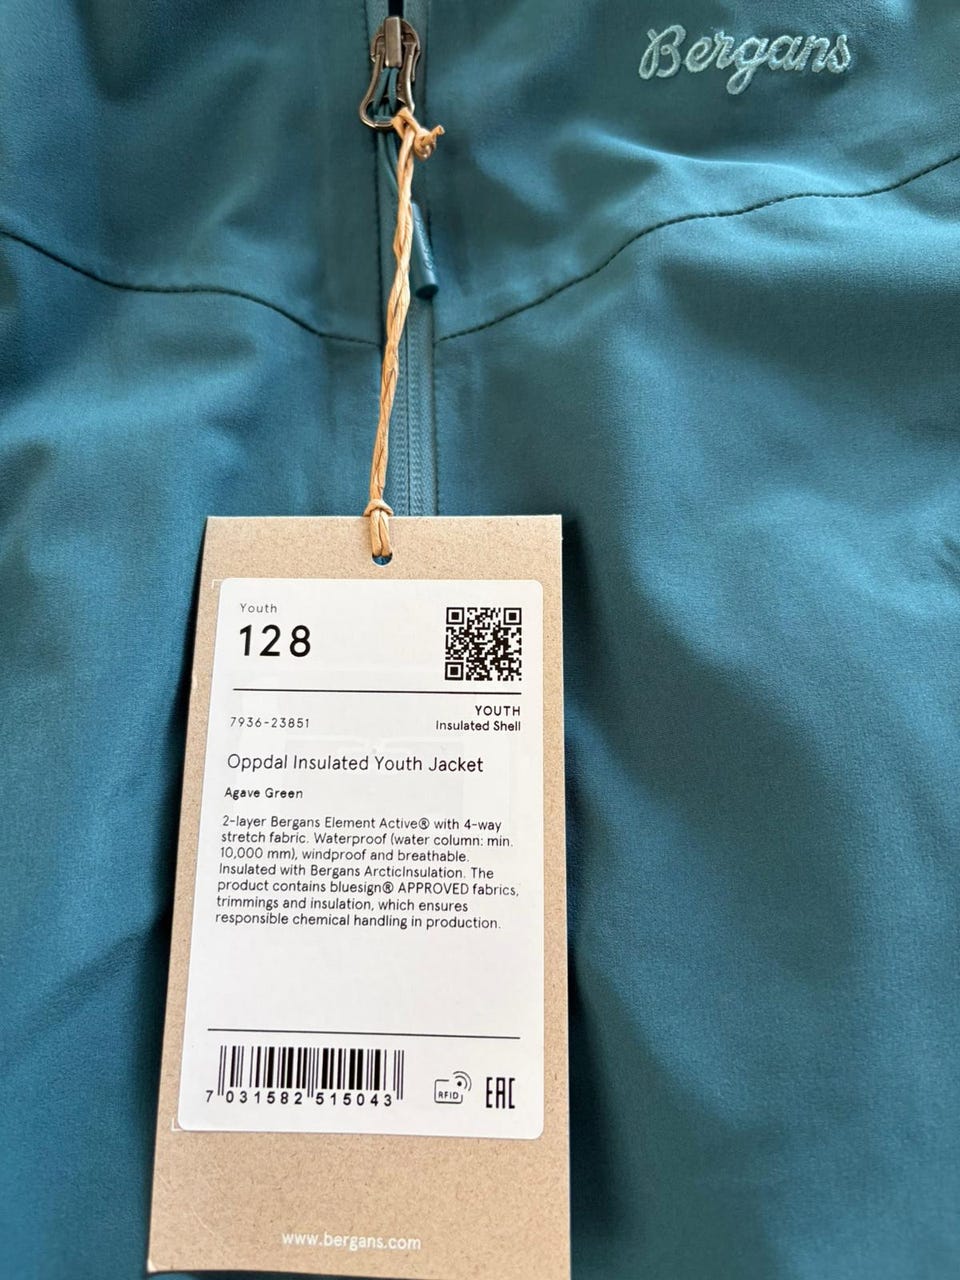 Bergans
Youth
128
YOUTH
7936-23851
Insulated Shell
Oppdal Insulated Youth Jacket
Agave Green
2-layer Bergans Element Active® with 4-way
stretch fabric. Waterproof (water column: min.
10,000 mm), windproof and breathable.
Insulated with Bergans ArcticInsulation. The
product contains bluesign® APPROVED fabrics,
trimmings and insulation, which ensures
responsible chemical handling in production.
7 031582 515043
RFID
EAC
www.bergans.com